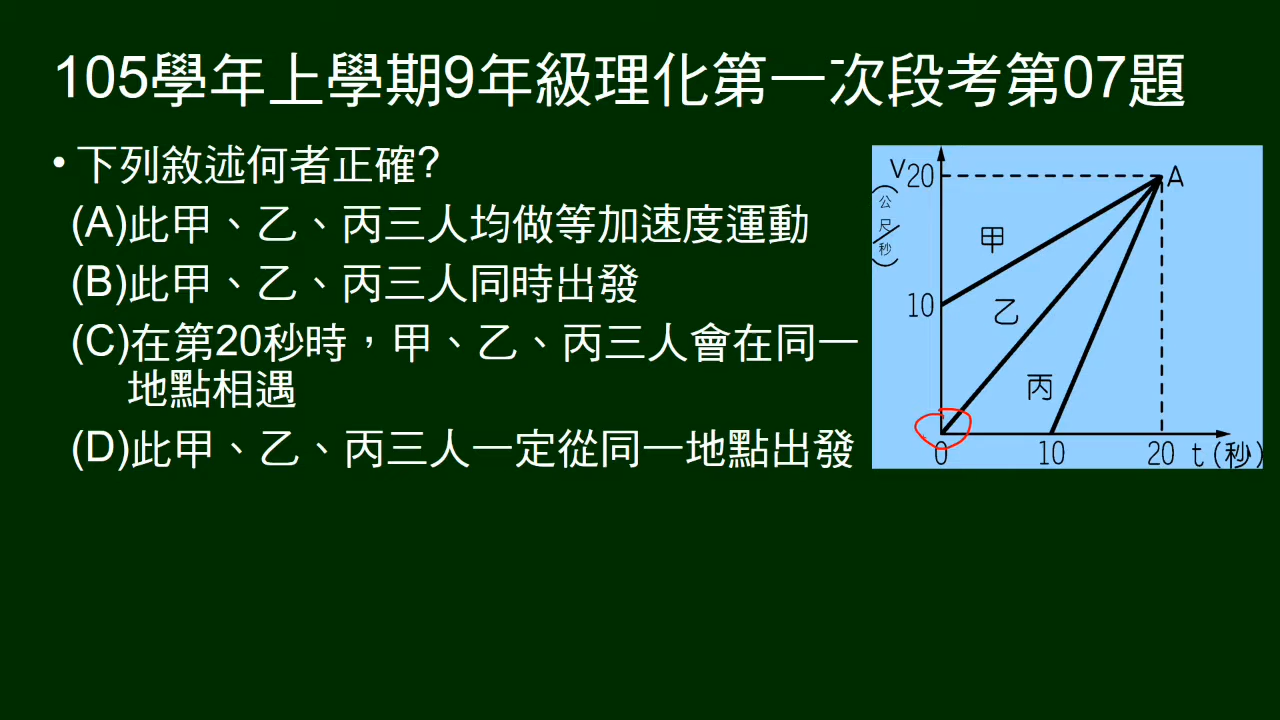 105學年上學期9年級理化第一次段考第07題
• 下列敘述何者正確?
(A)此甲、乙、丙三人均做等加速度運動
(B)此甲、乙、丙三人同時出發
(C)在第20秒時，甲、乙、丙三人會在同一
地點相遇
(D)此甲、乙、丙三人一定從同一地點出發
V
(公尺/秒)
20
A
甲
10
乙
丙
0 10 20 t(秒)